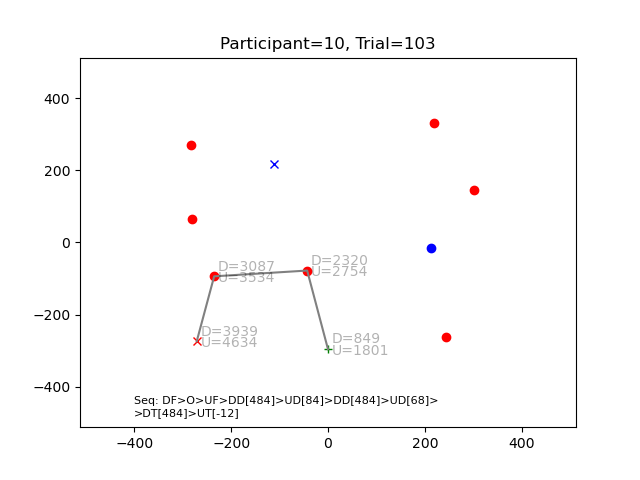 Participant=10, Trial=103
400
200
0
−200
−400
D=3087
U=3534
D=2320
U=2754
D=3939
U=4634
D=849
U=1801
Seq: DF>O>UF>DD[484]>UD[84]>DD[484]>UD[68]>
>DT[484]>UT[-12]
−400
−200
0
200
400